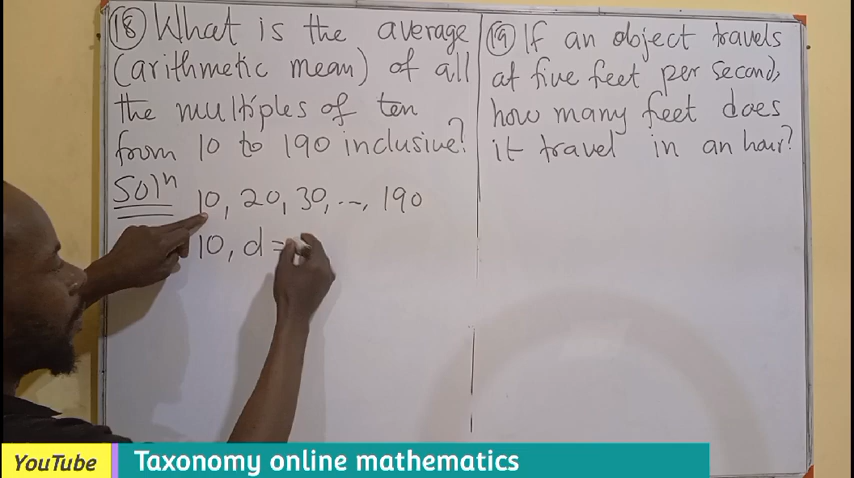 (18) What is the average
(arithmetic mean) of all
the multiples of ten
from 10 to 190 inclusive?
Soln
10, 20, 30, ..., 190
10, d =
(19) If an object travels
at five feet per second,
how many feet does
it travel in an hour?
YouTube
Taxonomy online mathematics